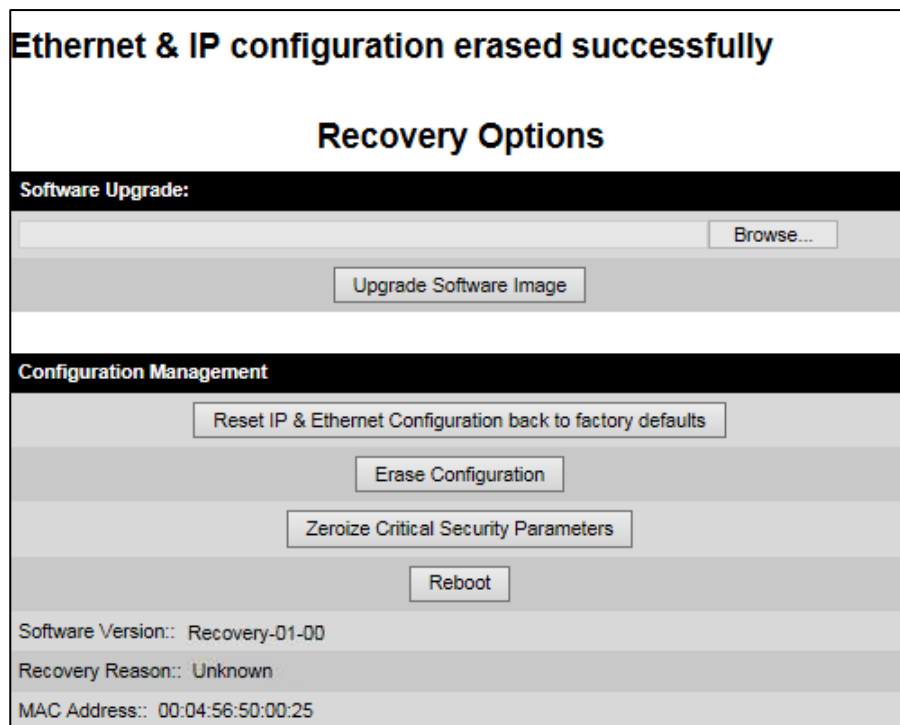 Ethernet & IP configuration erased successfully
Recovery Options
Software Upgrade:
Browse...
Upgrade Software Image
Configuration Management
Reset IP & Ethernet Configuration back to factory defaults
Erase Configuration
Zeroize Critical Security Parameters
Reboot
Software Version:: Recovery-01-00
Recovery Reason:: Unknown
MAC Address:: 00:04:56:50:00:25